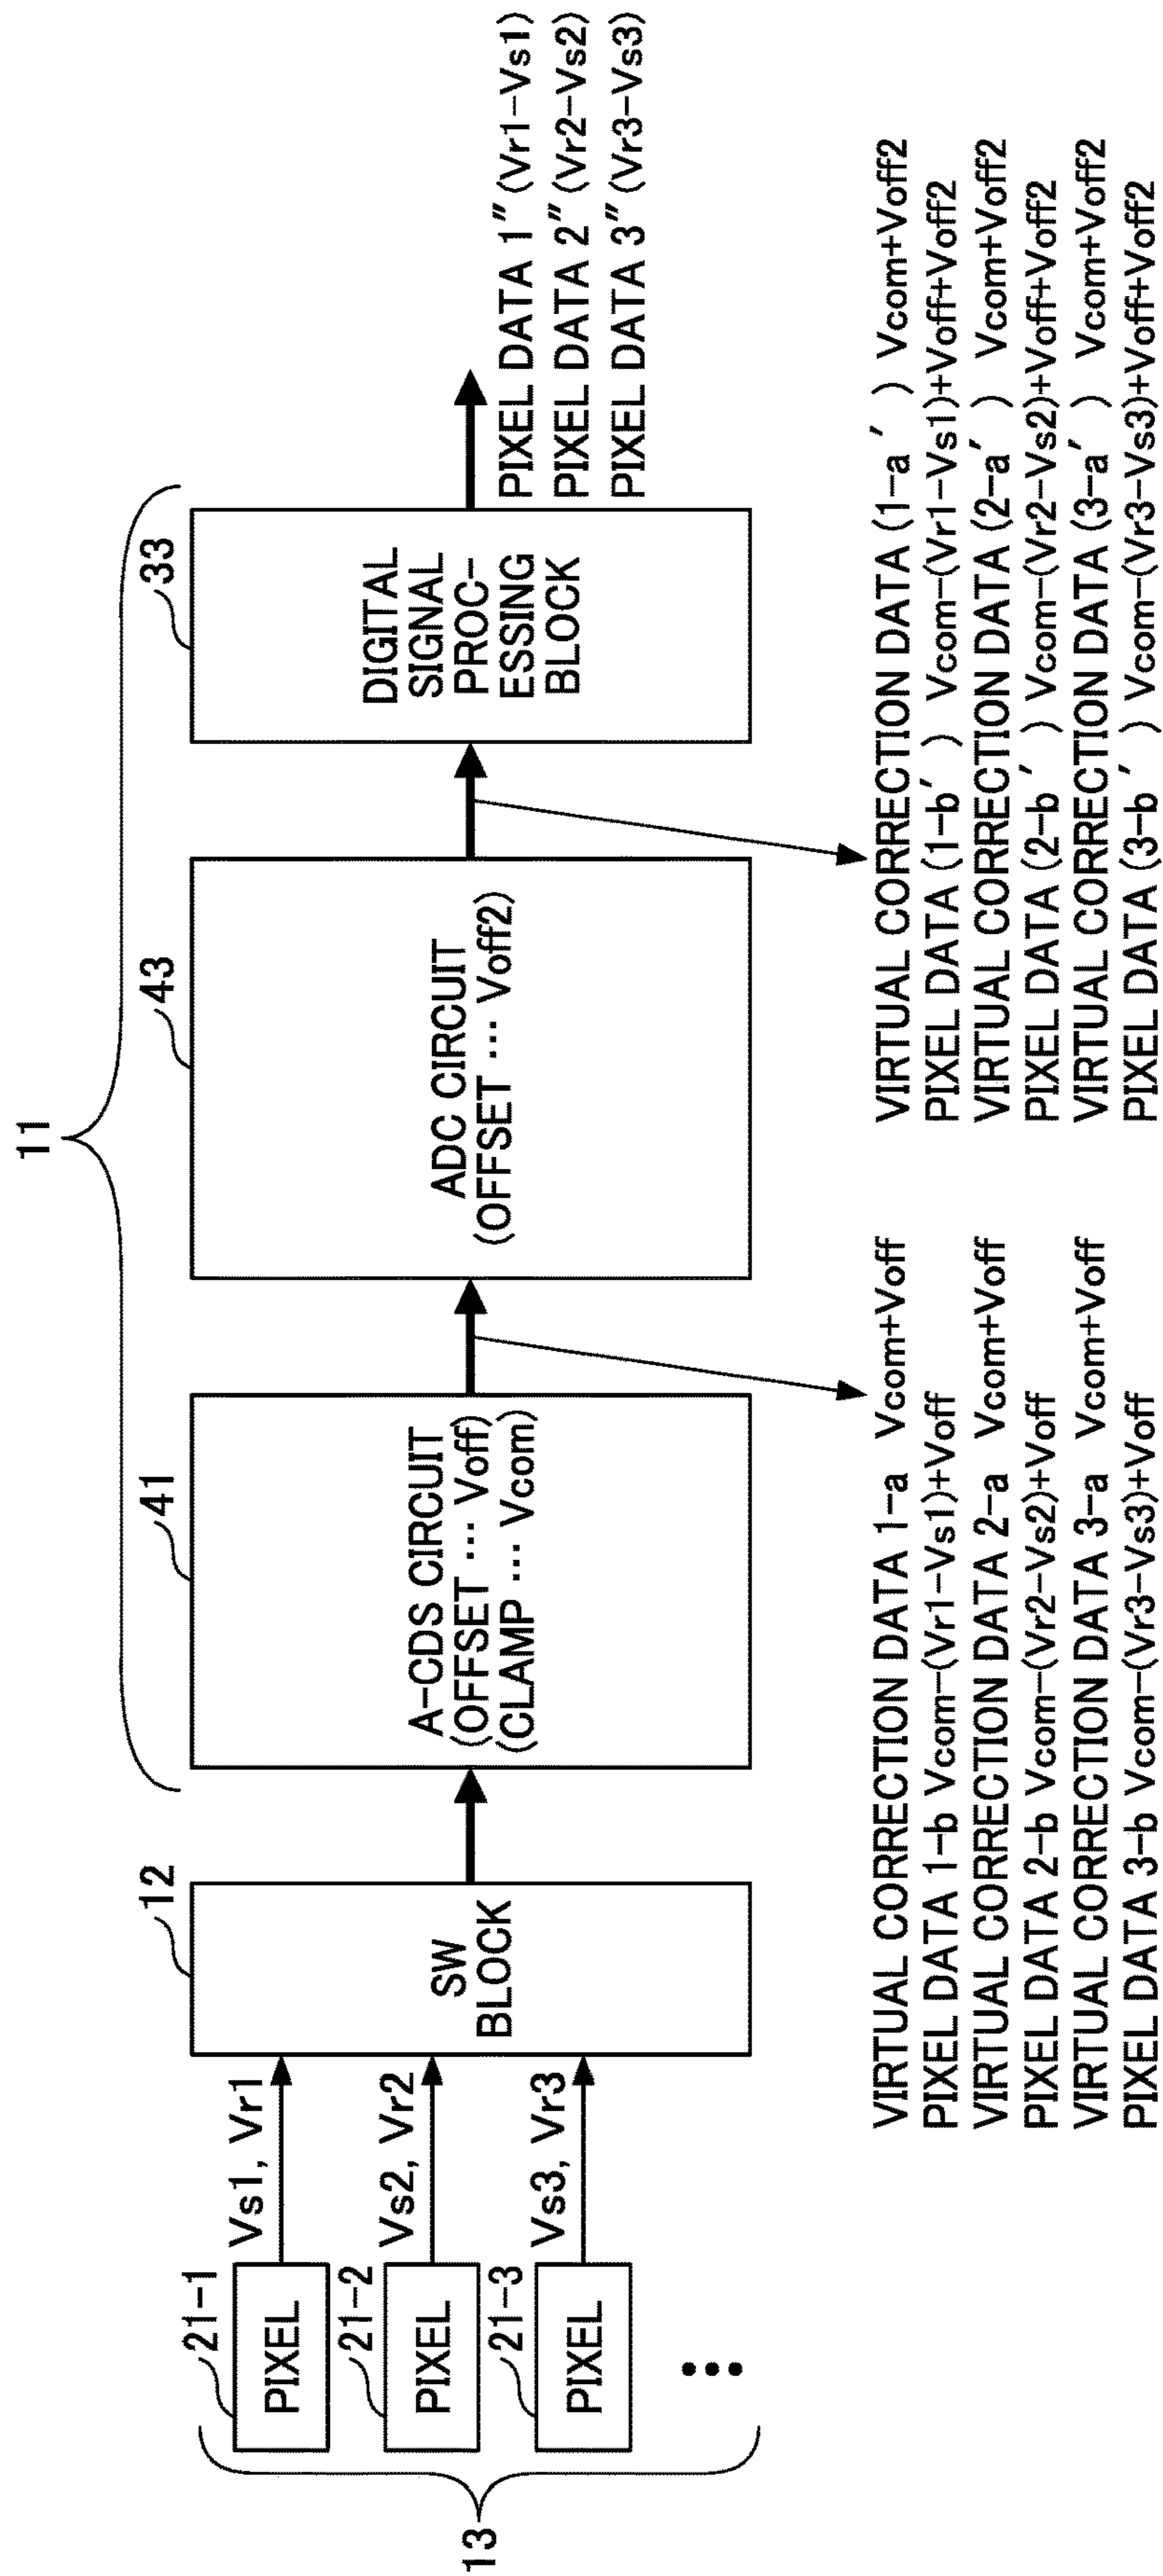 11
13
21-1
PIXEL
Vs1, Vr1
21-2
PIXEL
Vs2, Vr2
21-3
PIXEL
Vs3, Vr3
12
SW
BLOCK
41
A-CDS CIRCUIT
(OFFSET … Voff)
(CLAMP … Vcom)
43
ADC CIRCUIT
(OFFSET … Voff2)
33
DIGITAL
SIGNAL
PROC-
ESSING
BLOCK
PIXEL DATA 1″(Vr1-Vs1)
PIXEL DATA 2″(Vr2-Vs2)
PIXEL DATA 3″(Vr3-Vs3)
VIRTUAL CORRECTION DATA 1-a Vcom+Voff
PIXEL DATA 1-b Vcom-(Vr1-Vs1)+Voff
VIRTUAL CORRECTION DATA 2-a Vcom+Voff
PIXEL DATA 2-b Vcom-(Vr2-Vs2)+Voff
VIRTUAL CORRECTION DATA 3-a Vcom+Voff
PIXEL DATA 3-b Vcom-(Vr3-Vs3)+Voff
VIRTUAL CORRECTION DATA (1-a′) Vcom+Voff2
PIXEL DATA (1-b′) Vcom-(Vr1-Vs1)+Voff+Voff2
VIRTUAL CORRECTION DATA (2-a′) Vcom+Voff2
PIXEL DATA (2-b′) Vcom-(Vr2-Vs2)+Voff+Voff2
VIRTUAL CORRECTION DATA (3-a′) Vcom+Voff2
PIXEL DATA (3-b′) Vcom-(Vr3-Vs3)+Voff+Voff2